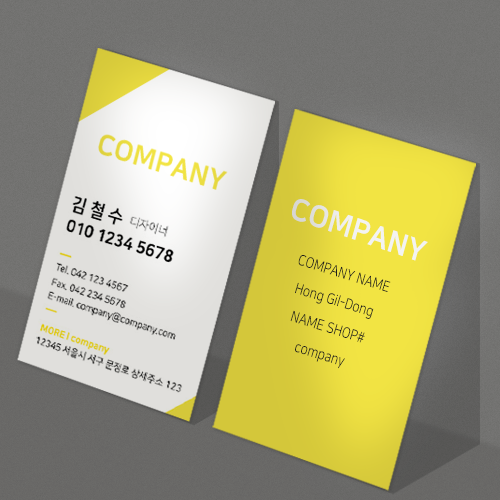 COMPANY
김 철 수 디자이너
010 1234 5678
Tel. 042 123 4567
Fax. 042 234 5678
E-mail. company@company.com
MORE | company
12345 서울시 서구 문정로 상세주소 123
COMPANY
COMPANY NAME
Hong Gil-Dong
NAME SHOP#
company